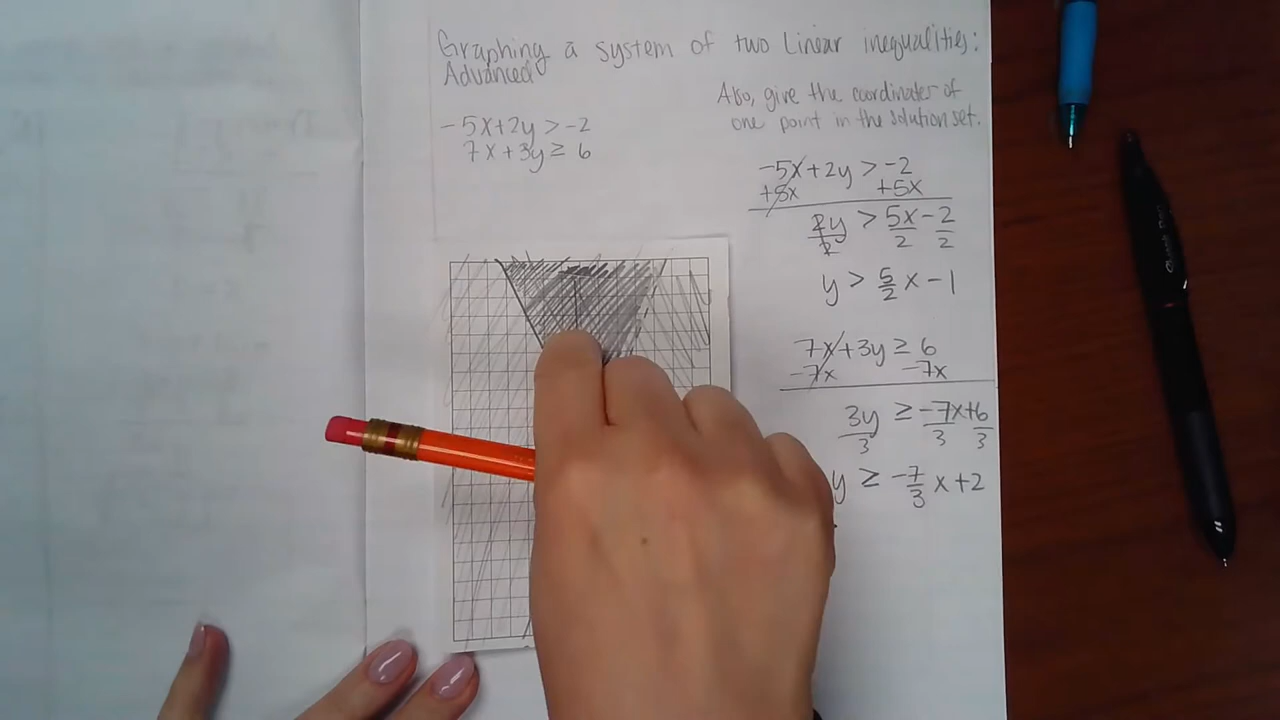 Graphing a system of two Linear inequalities:
Advanced
Also, give the coordinates of
one point in the solution set.
-5x+2y > -2
7x+3y ≥ 6
-5x+2y > -2
+5x +5x
2y/2 > 5x/2 - 2/2
y > 5/2 x - 1
7x+3y ≥ 6
-7x -7x
3y/3 ≥ -7x/3 + 6/3
y ≥ -7/3 x + 2